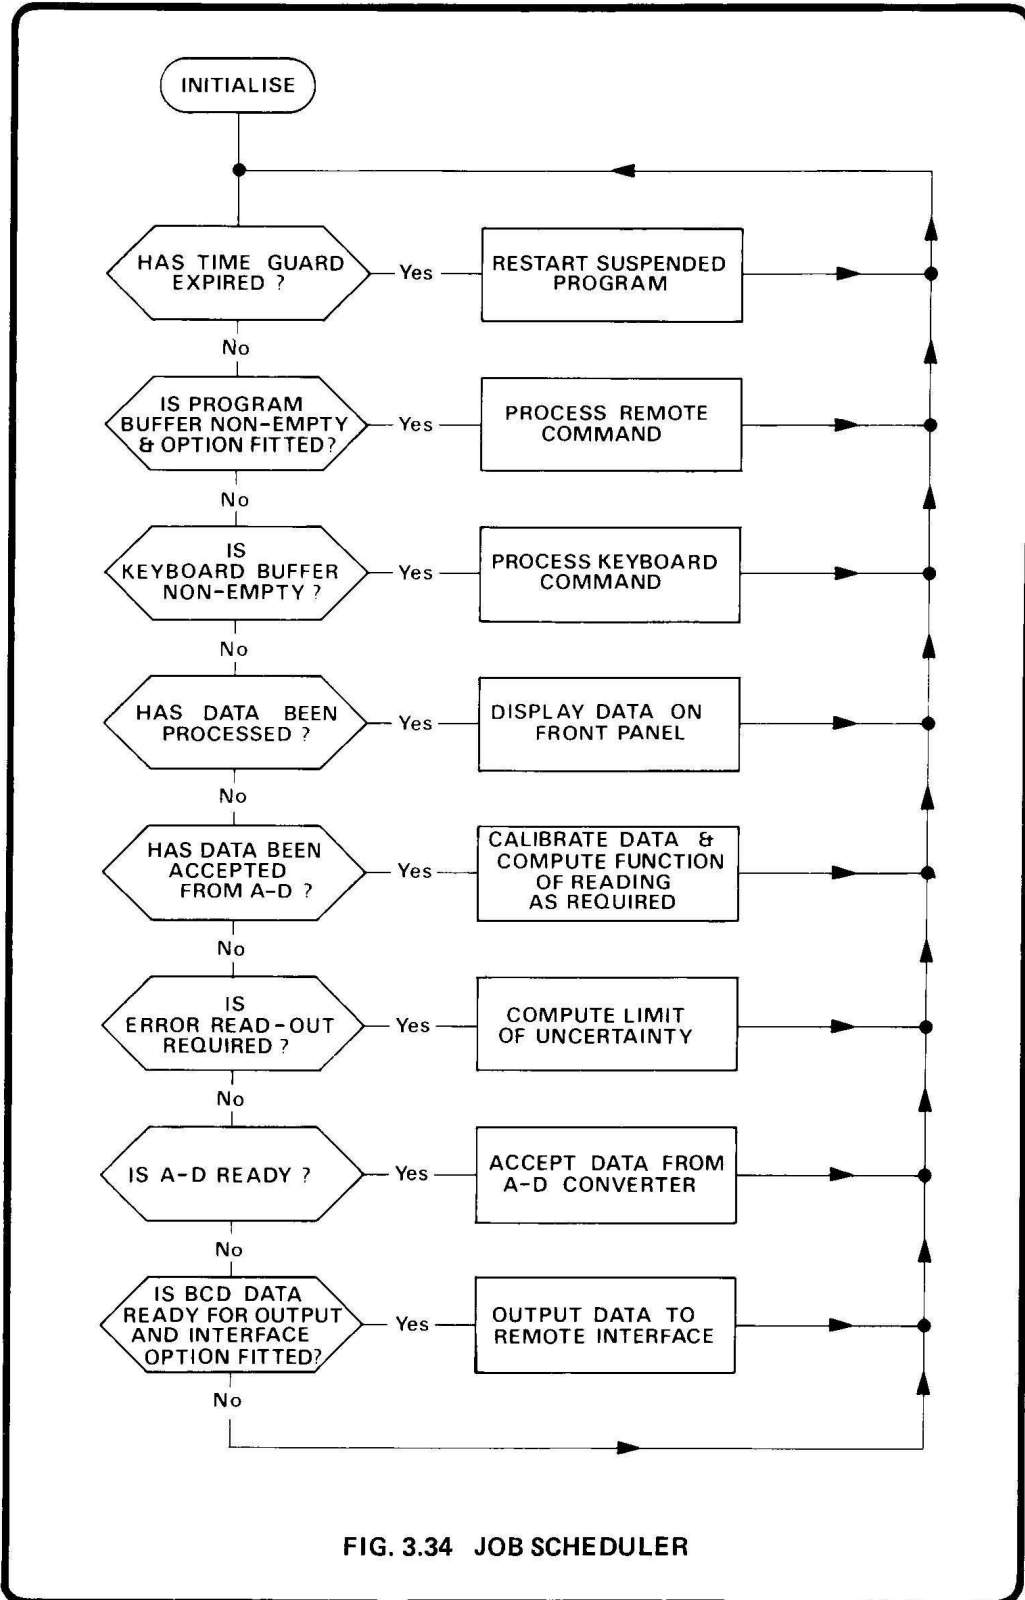 INITIALISE
HAS TIME GUARD
EXPIRED ?
Yes
RESTART SUSPENDED
PROGRAM
No
IS PROGRAM
BUFFER NON-EMPTY
& OPTION FITTED?
Yes
PROCESS REMOTE
COMMAND
No
IS
KEYBOARD BUFFER
NON-EMPTY ?
Yes
PROCESS KEYBOARD
COMMAND
No
HAS DATA BEEN
PROCESSED ?
Yes
DISPLAY DATA ON
FRONT PANEL
No
HAS DATA BEEN
ACCEPTED
FROM A-D ?
Yes
CALIBRATE DATA &
COMPUTE FUNCTION
OF READING
AS REQUIRED
No
IS
ERROR READ-OUT
REQUIRED ?
Yes
COMPUTE LIMIT
OF UNCERTAINTY
No
IS A-D READY ?
Yes
ACCEPT DATA FROM
A-D CONVERTER
No
IS BCD DATA
READY FOR OUTPUT
AND INTERFACE
OPTION FITTED?
Yes
OUTPUT DATA TO
REMOTE INTERFACE
No
FIG. 3.34 JOB SCHEDULER